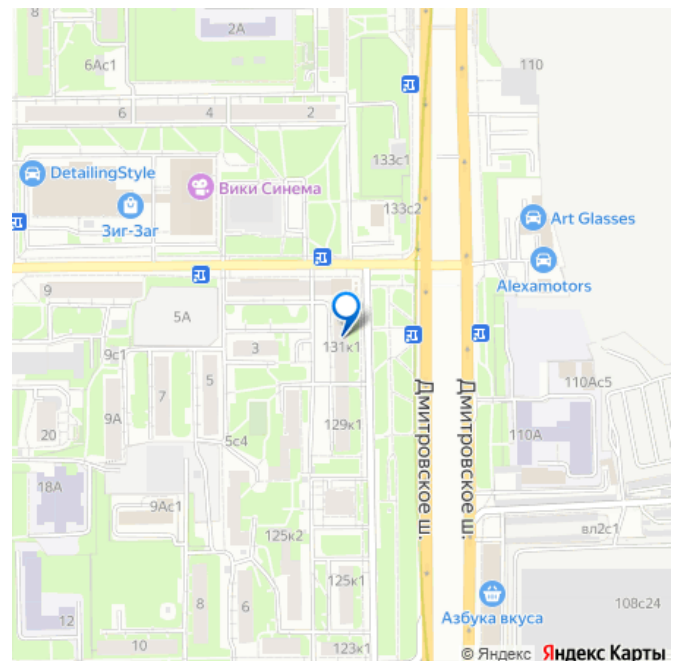 8
2А
6Ас1
110
6
4
2
133с1
DetailingStyle
Вики Синема
133с2
Зиг-Заг
Art Glasses
Alexamotors
9
5А
131к1
3
9с1
110Ас5
7
5
9А
129к1
Дмитровское ш.
Дмитровское ш.
20
5с4
110А
18А
9Ас1
125к2
вл2с1
125к1
8
6
Азбука вкуса
108с24
12
10
123к1
© Яндекс Яндекс Карты